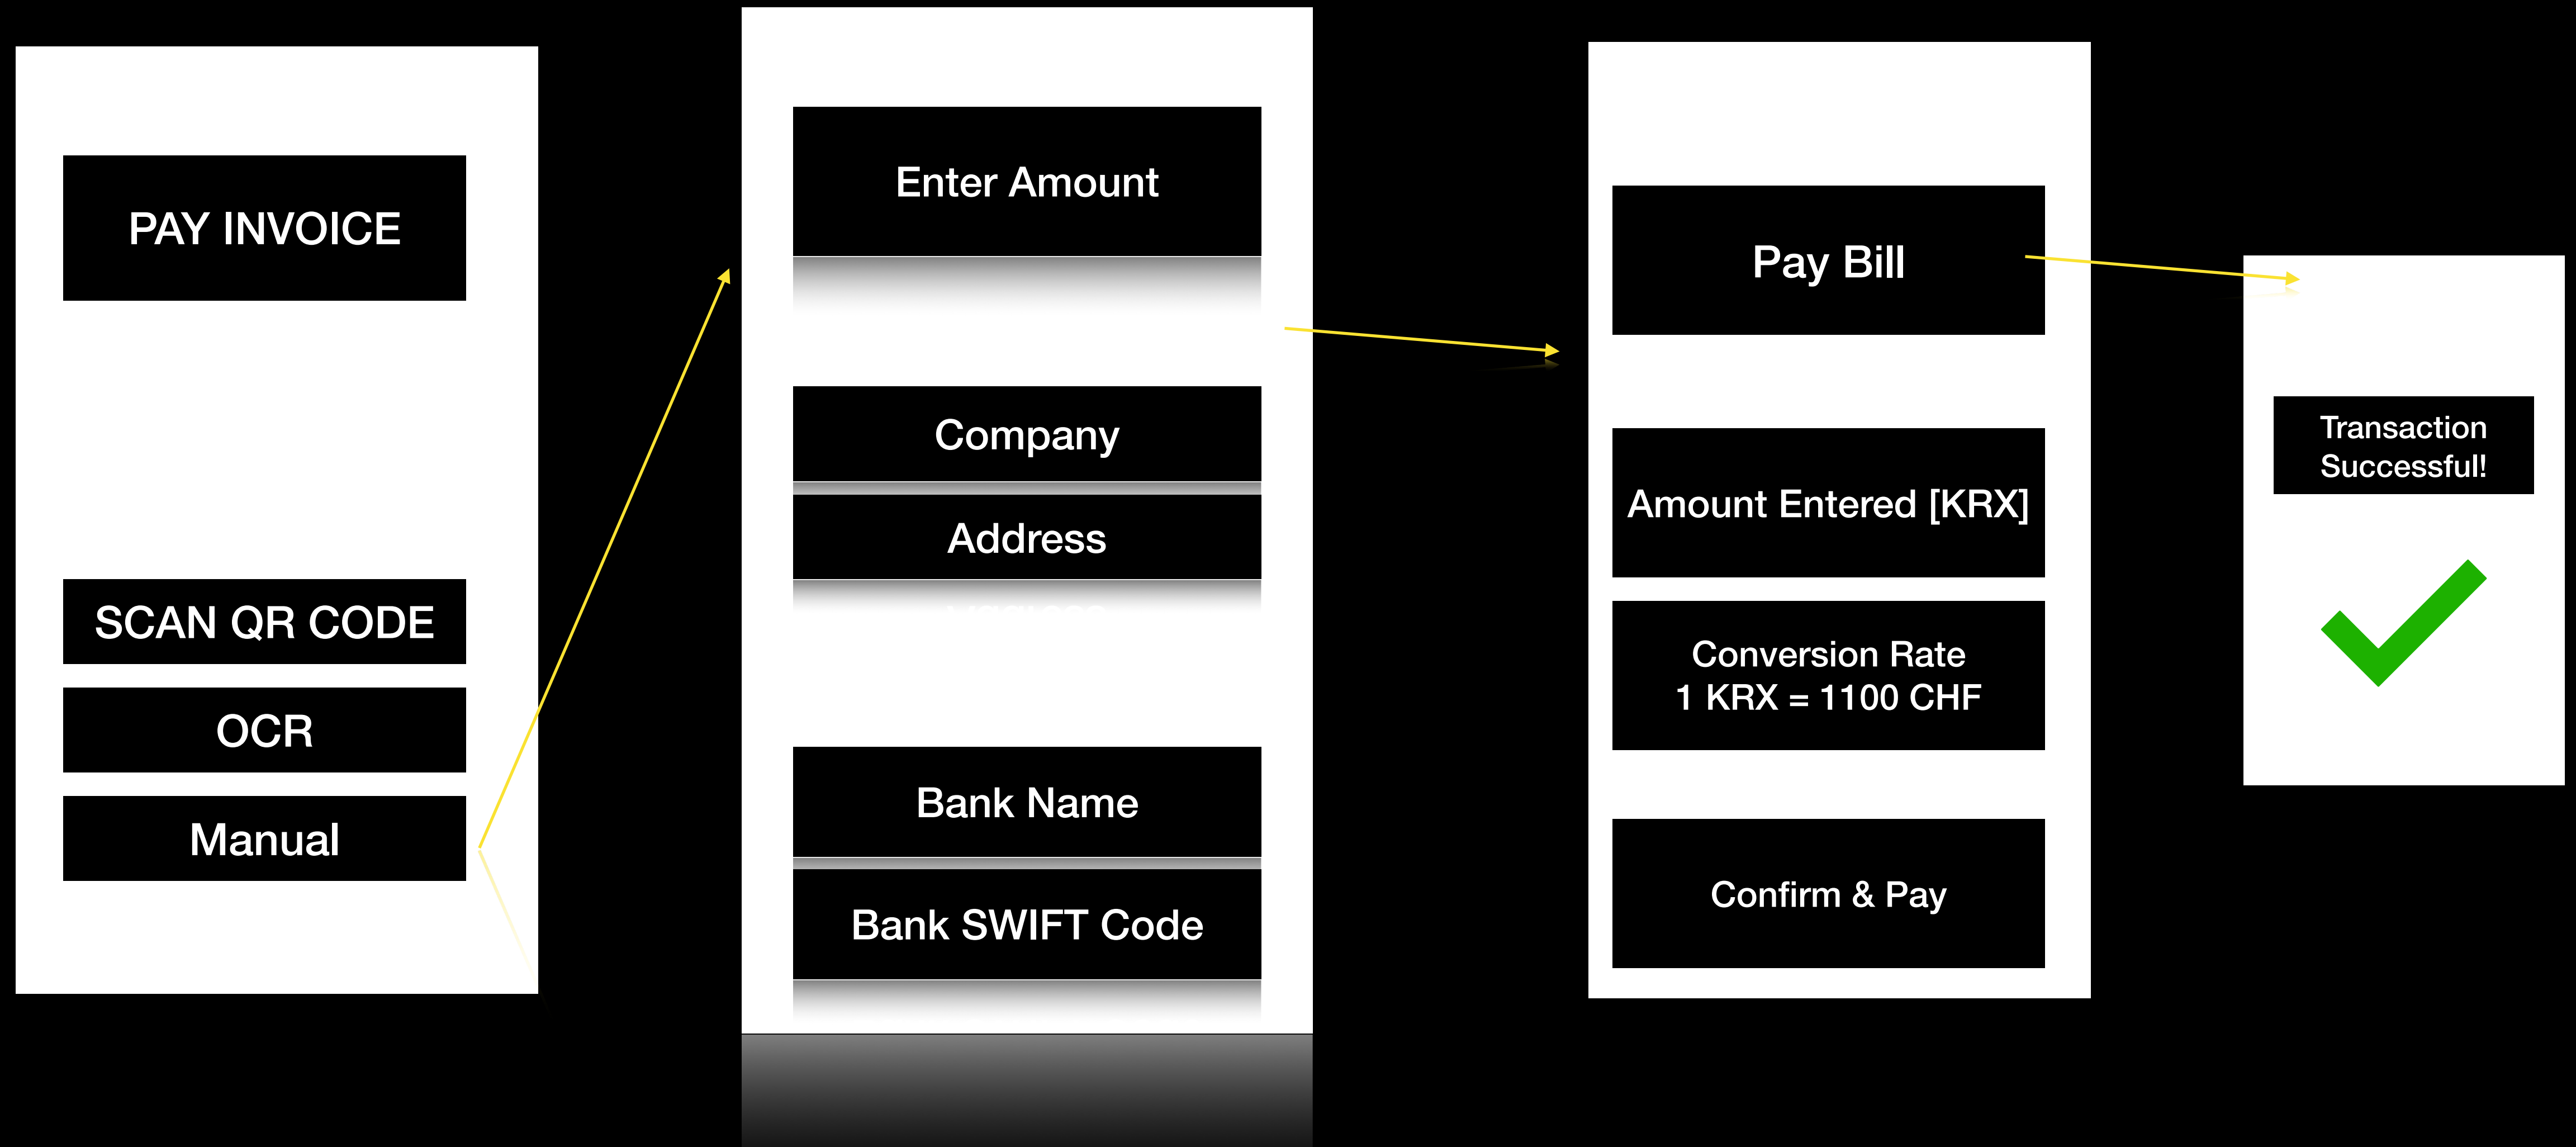 PAY INVOICE
SCAN QR CODE
OCR
Manual
Enter Amount
Company
Address
Bank Name
Bank SWIFT Code
Pay Bill
Amount Entered [KRX]
Conversion Rate
1 KRX = 1100 CHF
Confirm & Pay
Transaction
Successful!